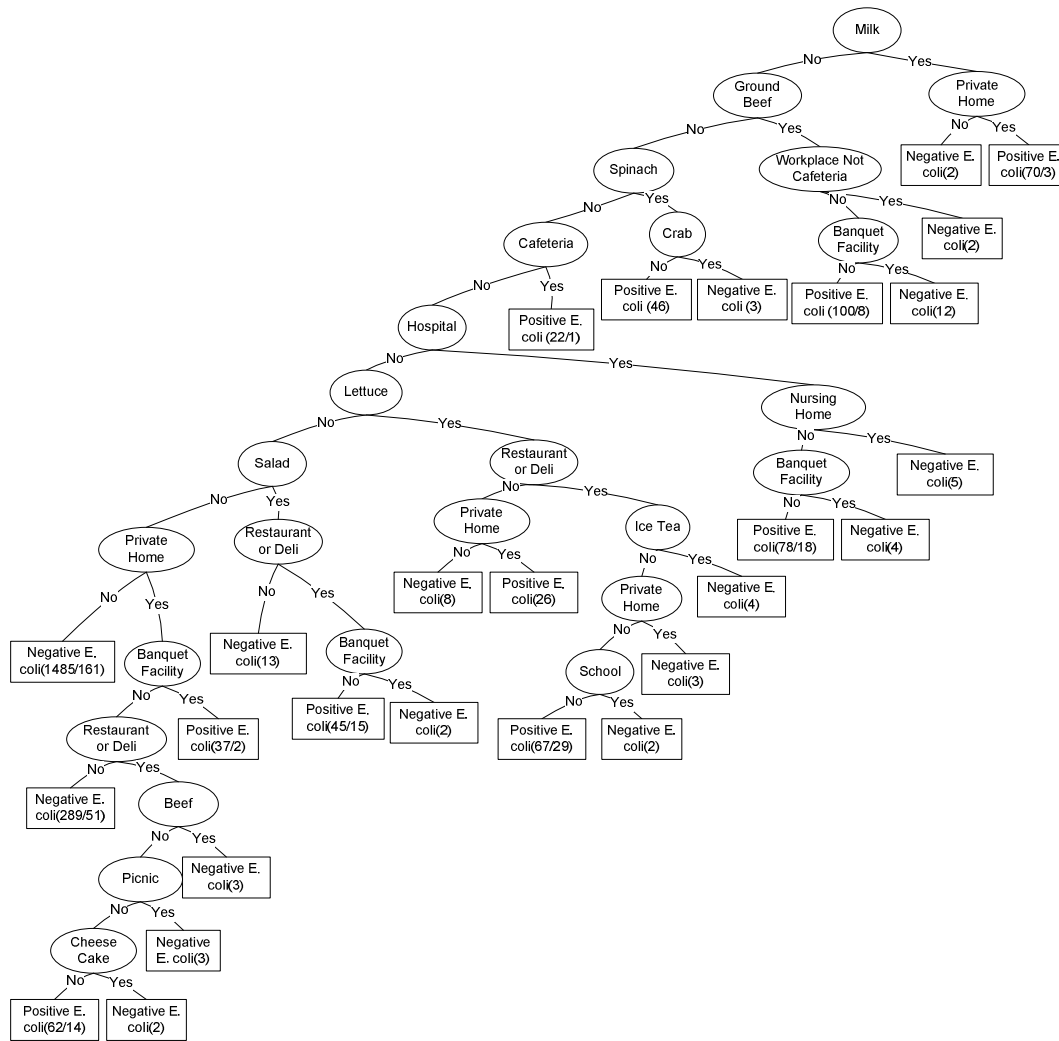 Milk
No
Yes
Ground
Beef
Private
Home
No
Yes
No
Yes
Spinach
Workplace Not
Cafeteria
Negative E.
coli(2)
Positive E.
coli(70/3)
No
Yes
No
Yes
Cafeteria
Crab
Banquet
Facility
Negative E.
coli(2)
No
Yes
No
Yes
No
Yes
Hospital
Positive E.
coli (22/1)
Positive E.
coli (46)
Negative E.
coli (3)
Positive E.
coli (100/8)
Negative E.
coli(12)
No
Yes
Lettuce
Nursing
Home
No
Yes
No
Yes
Salad
Restaurant
or Deli
Banquet
Facility
Negative E.
coli(5)
No
Yes
No
Yes
No
Yes
Private
Home
Restaurant
or Deli
Private
Home
Ice Tea
Positive E.
coli(78/18)
Negative E.
coli(4)
No
Yes
No
Yes
No
Yes
No
Yes
Negative E.
coli(1485/161)
Banquet
Facility
Negative E.
coli(13)
Banquet
Facility
Negative E.
coli(8)
Positive E.
coli(26)
Private
Home
Negative E.
coli(4)
No
Yes
No
Yes
No
Yes
Restaurant
or Deli
Positive E.
coli(37/2)
Positive E.
coli(45/15)
Negative E.
coli(2)
School
Negative E.
coli(3)
No
Yes
No
Yes
Negative E.
coli(289/51)
Beef
Positive E.
coli(67/29)
Negative E.
coli(2)
No
Yes
Picnic
Negative E.
coli(3)
No
Yes
Cheese
Cake
Negative
E. coli(3)
No
Yes
Positive E.
coli(62/14)
Negative E.
coli(2)